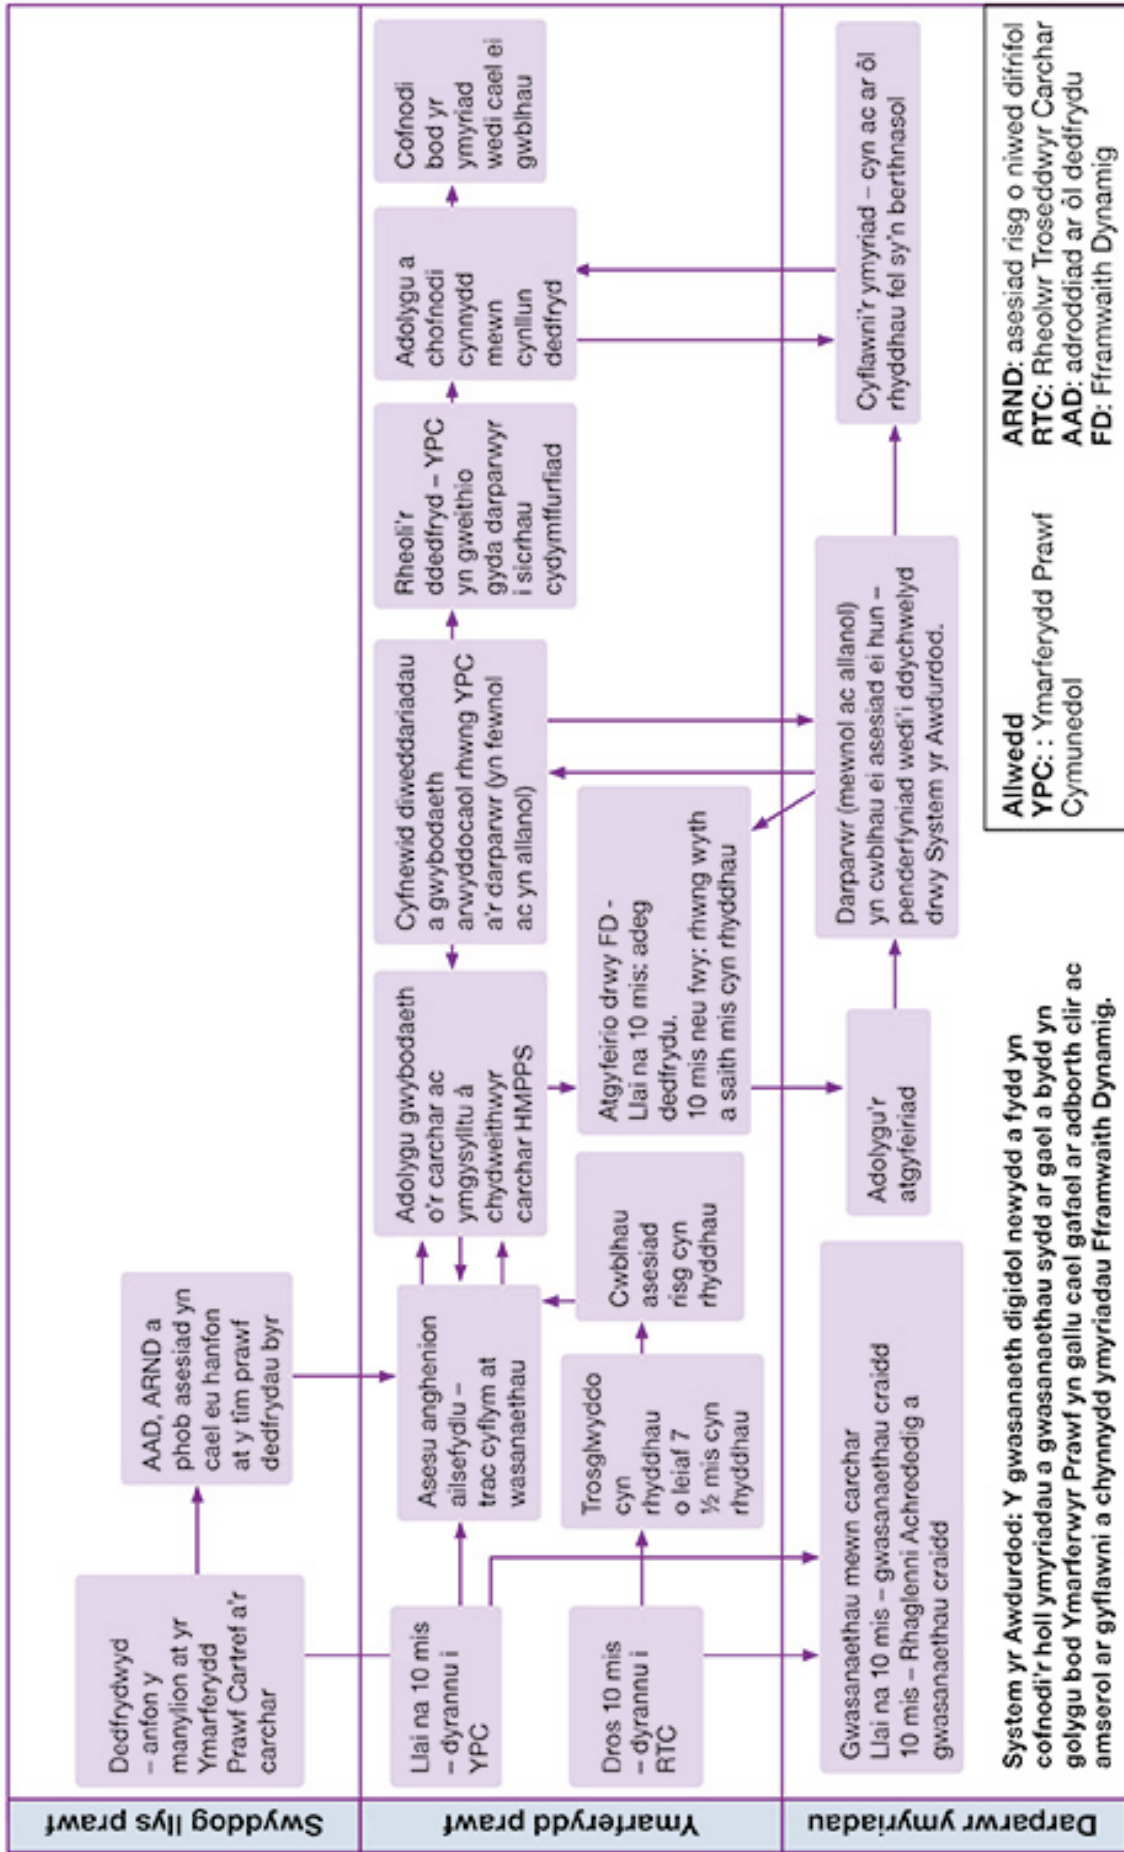 Swyddog llys prawf
Dedfrydwyd
– anfon y
manylion at yr
Ymarferydd
Prawf Cartref a'r
carchar
AAD, ARND a
phob asesiad yn
cael eu hanfon
at y tîm prawf
dedfrydau byr
Ymarferydd prawf
Llai na 10 mis
– dyrannu i
YPC
Asesu anghenion
ailsefydlu –
trac cyflym at
wasanaethau
Adolygu gwybodaeth
o'r carchar ac
ymgysylltu â
chydweithwyr
carchar HMPPS
Cyfnewid diweddariadau
a gwybodaeth
arwyddocaol rhwng YPC
a'r darparwr (yn fewnol
ac yn allanol)
Rheoli'r
ddedfryd – YPC
yn gweithio
gyda darparwyr
i sicrhau
cydymffurfiad
Adolygu a
chofnodi
cynnydd
mewn
cynllun
dedfryd
Cofnodi
bod yr
ymyriad
wedi cael ei
gwblhau
Dros 10 mis
– dyrannu i
RTC
Trosglwyddo
cyn
rhyddhau
o leiaf 7
½ mis cyn
rhyddhau
Cwblhau
asesiad
risg cyn
rhyddhau
Atgyfeirio drwy FD -
Llai na 10 mis: adeg
dedfrydu.
10 mis neu fwy: rhwng wyth
a saith mis cyn rhyddhau
Darparwr ymyriadau
Gwasanaethau mewn carchar
Llai na 10 mis – gwasanaethau craidd
10 mis – Rhaglenni Achrededig a
gwasanaethau craidd
Adolygu'r
atgyfeiriad
Darparwr (mewnol ac allanol)
yn cwblhau ei asesiad ei hun –
penderfyniad wedi'i ddychwelyd
drwy System yr Awdurdod.
Cyflawni'r ymyriad – cyn ac ar ôl
rhyddhau fel sy'n berthnasol
System yr Awdurdod: Y gwasanaeth digidol newydd a fydd yn
cofnodi'r holl ymyriadau a gwasanaethau sydd ar gael a bydd yn
golygu bod Ymarferwyr Prawf yn gallu cael gafael ar adborth clir ac
amserol ar gyflawni a chynnydd ymyriadau Fframwaith Dynamig.
Allwedd
YPC: : Ymarferydd Prawf
Cymunedol
ARND: asesiad risg o niwed difrifol
RTC: Rheolwr Troseddwyr Carchar
AAD: adroddiad ar ôl dedfrydu
FD: Fframwaith Dynamig